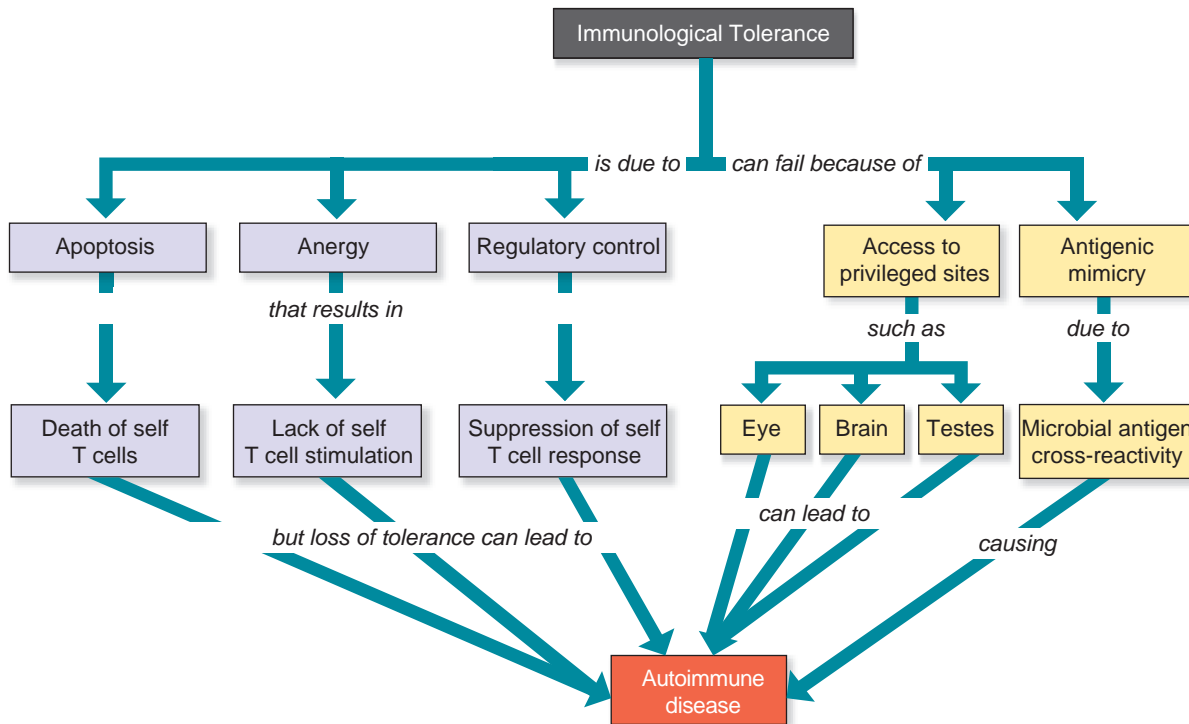 Immunological Tolerance
is due to
can fail because of
Apoptosis
Anergy
Regulatory control
Access to
privileged sites
Antigenic
mimicry
that results in
such as
due to
Death of self
T cells
Lack of self
T cell stimulation
Suppression of self
T cell response
Eye
Brain
Testes
Microbial antigen
cross-reactivity
but loss of tolerance can lead to
can lead to
causing
Autoimmune
disease